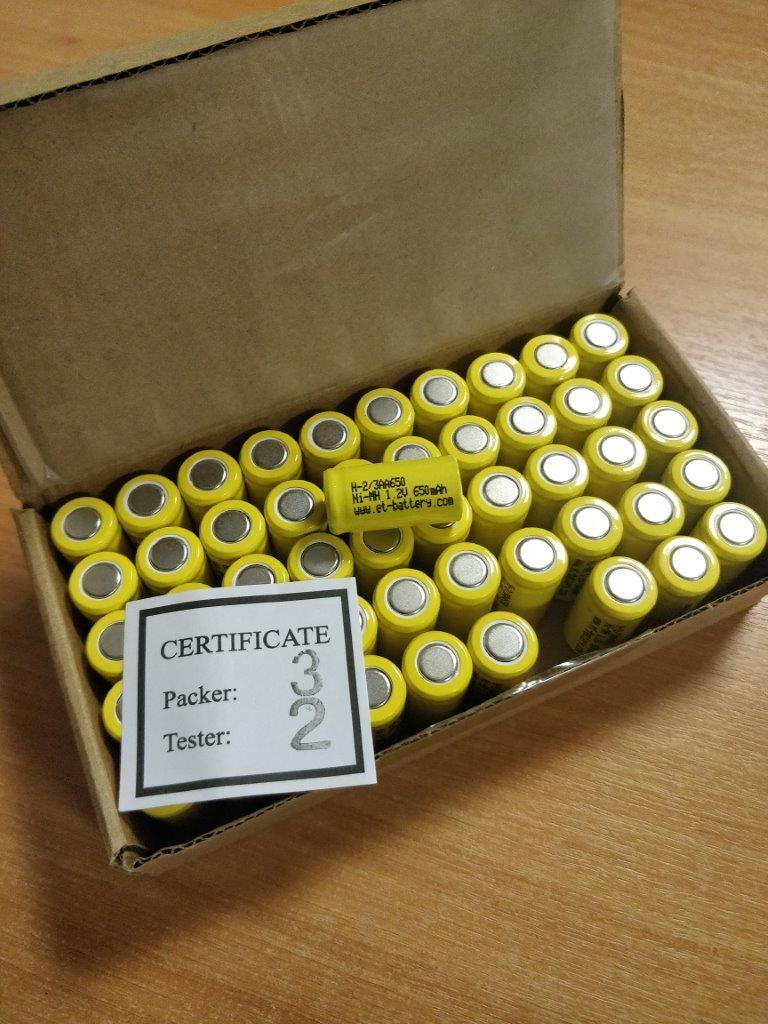 H-2/3AA650
Ni-MH 1.2V 650mAh
www.et-battery.com
CERTIFICATE
Packer: 3
Tester: 2